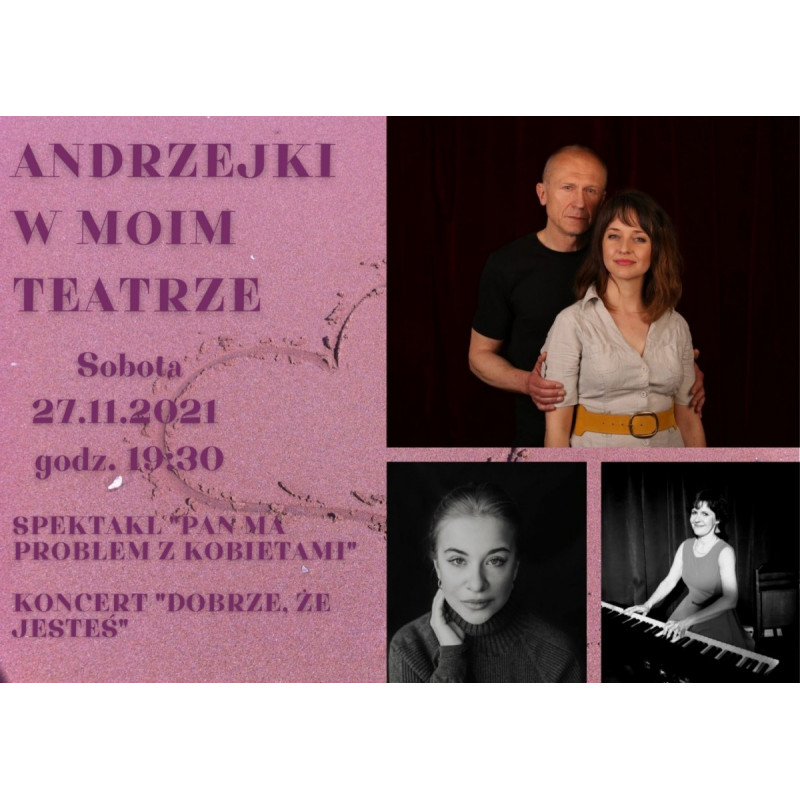 ANDRZEJKI
W MOIM
TEATRZE
Sobota
27.11.2021
godz. 19:30
SPEKTAKL "PAN MA
PROBLEM Z KOBIETAMI"
KONCERT "DOBRZE, ŻE
JESTEŚ"